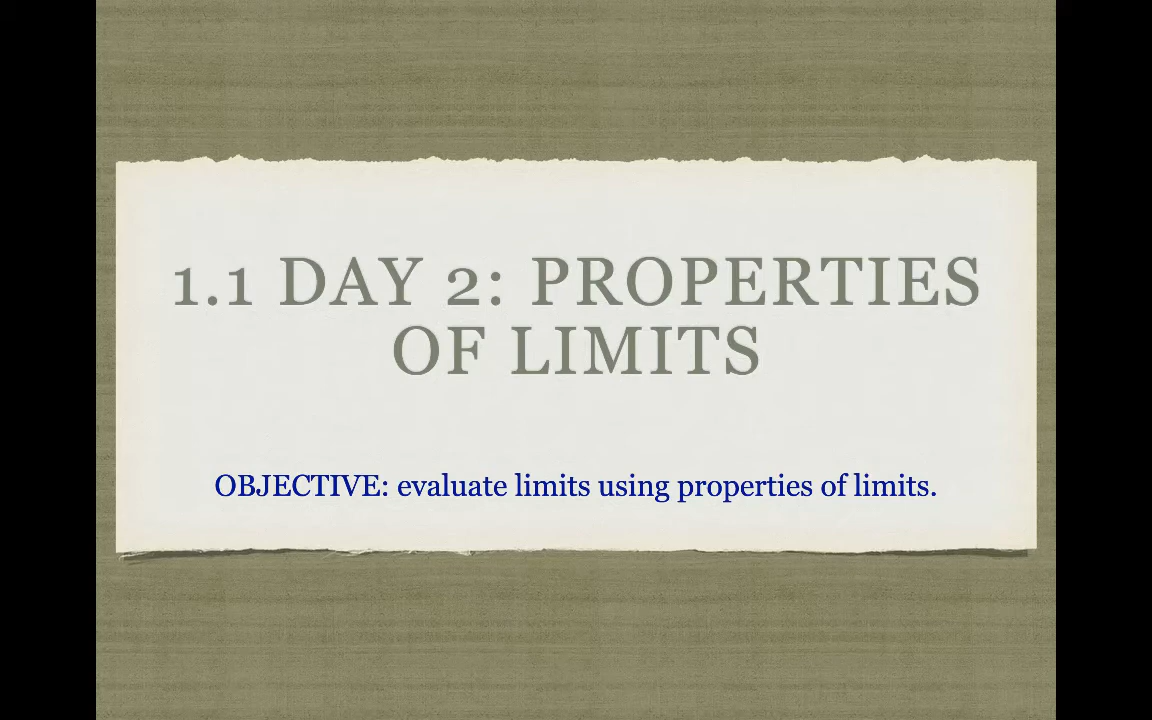 1.1 DAY 2: PROPERTIES
OF LIMITS
OBJECTIVE: evaluate limits using properties of limits.